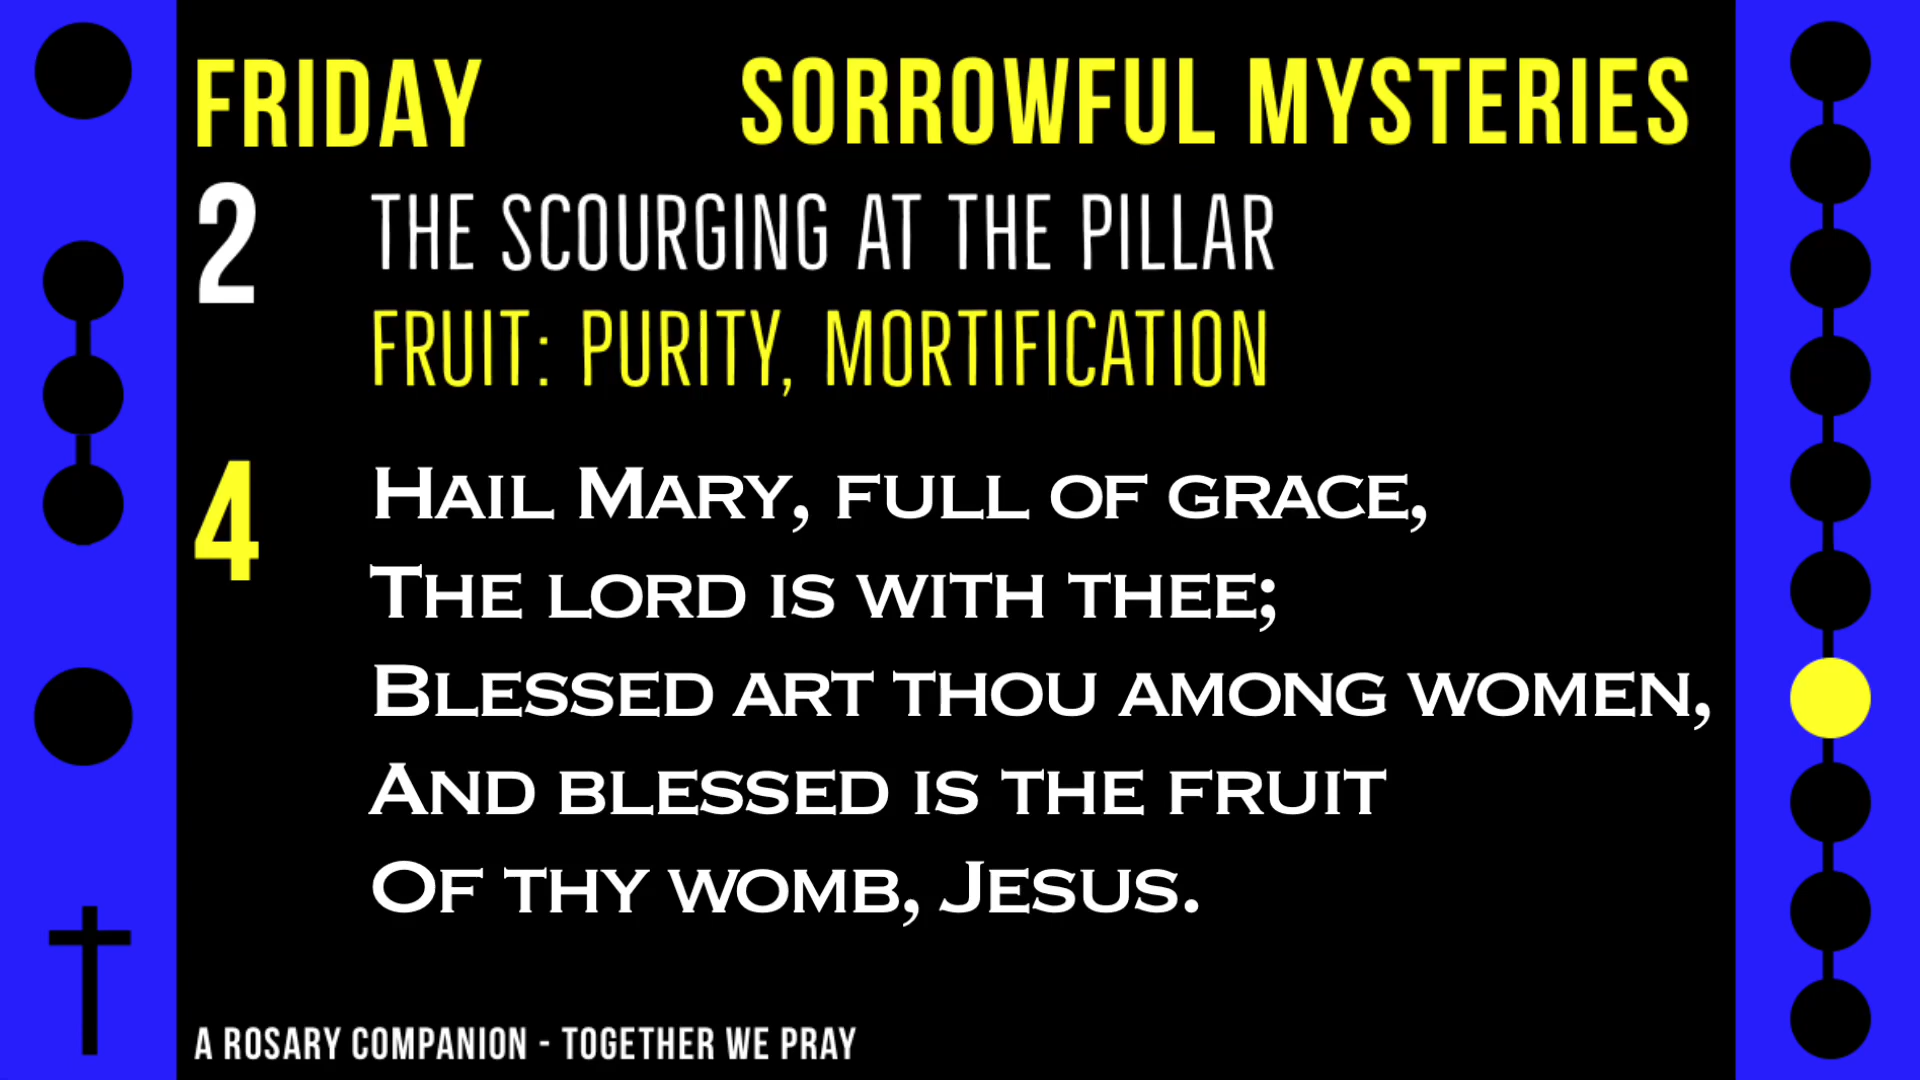 FRIDAY SORROWFUL MYSTERIES
2 THE SCOURGING AT THE PILLAR
FRUIT: PURITY, MORTIFICATION
4 Hail Mary, full of grace,
The lord is with thee;
Blessed art thou among women,
And blessed is the fruit
Of thy womb, Jesus.
A ROSARY COMPANION - TOGETHER WE PRAY